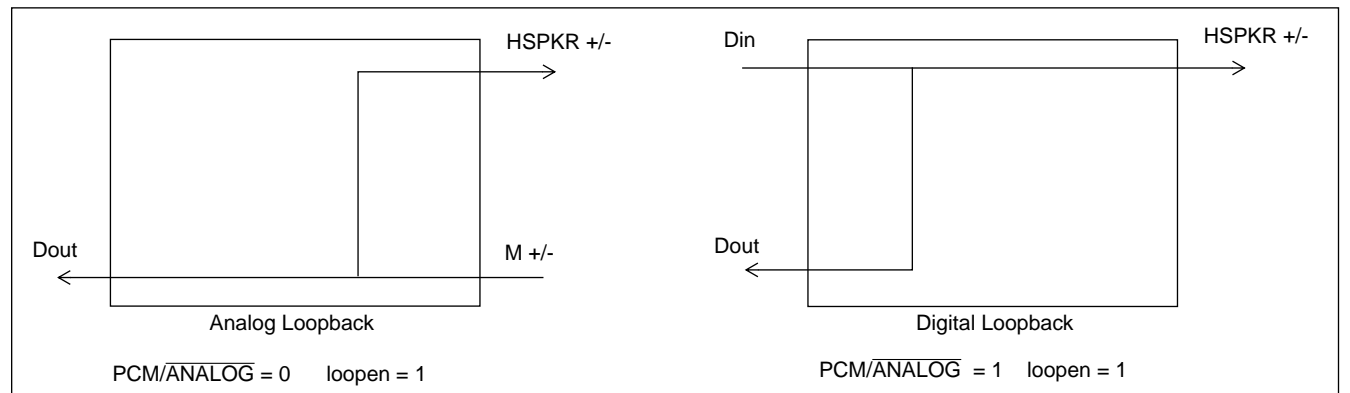 HSPKR +/-
Dout
M +/-
Analog Loopback
PCM/ANALOG = 0 loopen = 1
Din
HSPKR +/-
Dout
Digital Loopback
PCM/ANALOG = 1 loopen = 1